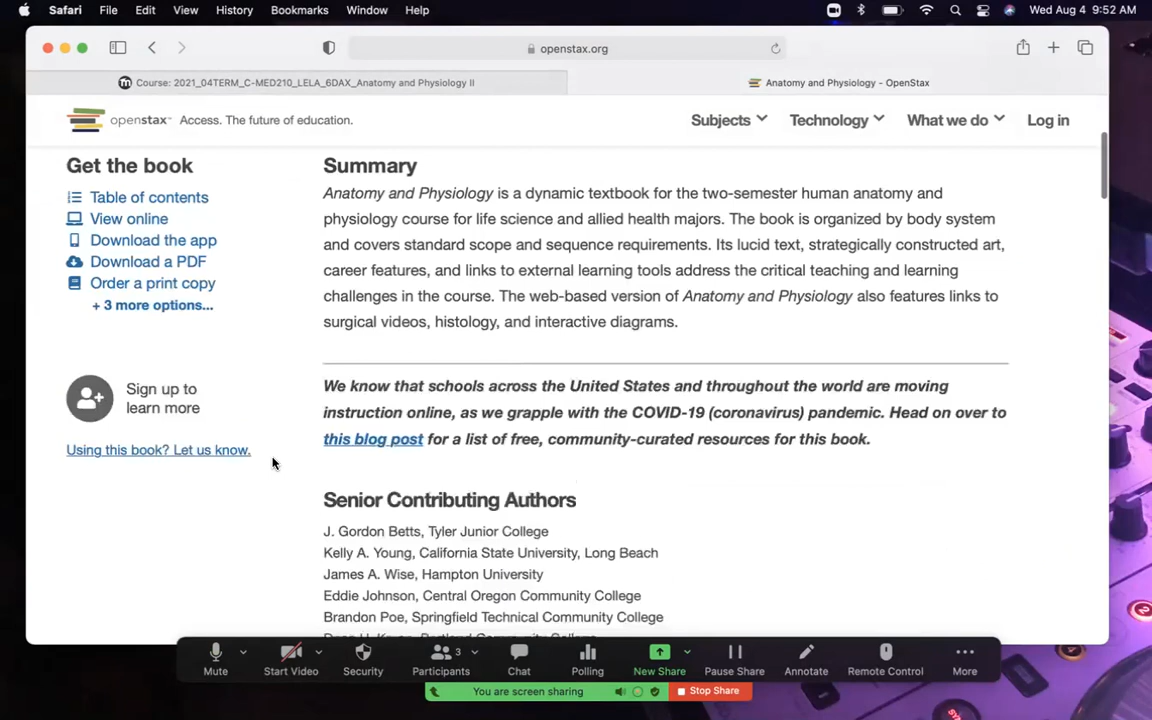 Safari File Edit View History Bookmarks Window Help Wed Aug 4 9:52 AM
openstax.org
Course: 2021_04TERM_C-MED210_LELA_6DAX_Anatomy and Physiology II
Anatomy and Physiology - OpenStax
openstax™ Access. The future of education.
Subjects Technology What we do Log in
Get the book
Table of contents
View online
Download the app
Download a PDF
Order a print copy
+ 3 more options...
Sign up to
learn more
Using this book? Let us know.
Summary
Anatomy and Physiology is a dynamic textbook for the two-semester human anatomy and
physiology course for life science and allied health majors. The book is organized by body system
and covers standard scope and sequence requirements. Its lucid text, strategically constructed art,
career features, and links to external learning tools address the critical teaching and learning
challenges in the course. The web-based version of Anatomy and Physiology also features links to
surgical videos, histology, and interactive diagrams.
We know that schools across the United States and throughout the world are moving
instruction online, as we grapple with the COVID-19 (coronavirus) pandemic. Head on over to
this blog post for a list of free, community-curated resources for this book.
Senior Contributing Authors
J. Gordon Betts, Tyler Junior College
Kelly A. Young, California State University, Long Beach
James A. Wise, Hampton University
Eddie Johnson, Central Oregon Community College
Brandon Poe, Springfield Technical Community College
Mute Start Video Security Participants 3 Chat Polling New Share Pause Share Annotate Remote Control More
You are screen sharing Stop Share